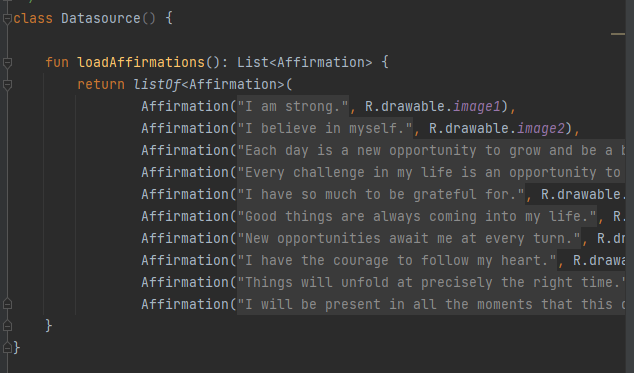 class Datasource() {
fun loadAffirmations(): List<Affirmation> {
return listOf<Affirmation>(
Affirmation("I am strong.", R.drawable.image1),
Affirmation("I believe in myself.", R.drawable.image2),
Affirmation("Each day is a new opportunity to grow and be a b
Affirmation("Every challenge in my life is an opportunity to
Affirmation("I have so much to be grateful for.", R.drawable.
Affirmation("Good things are always coming into my life.", R.
Affirmation("New opportunities await me at every turn.", R.dr
Affirmation("I have the courage to follow my heart.", R.drawa
Affirmation("Things will unfold at precisely the right time."
Affirmation("I will be present in all the moments that this d
}
}